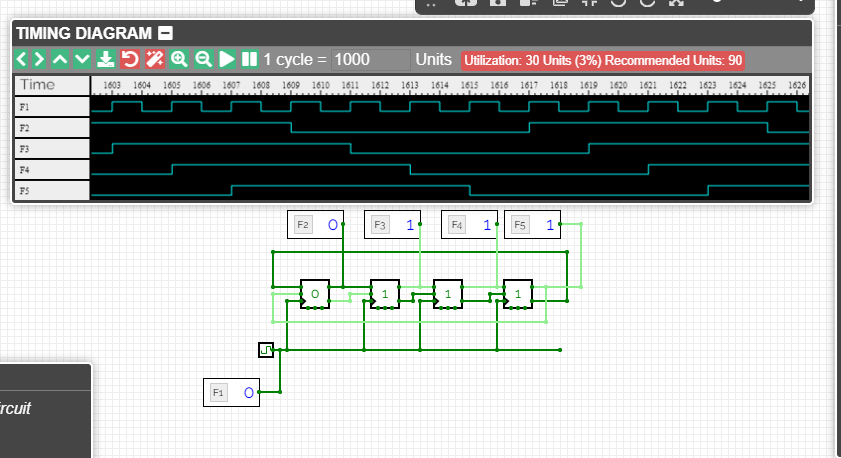 TIMING DIAGRAM
1 cycle = 1000 Units Utilization: 30 Units (3%) Recommended Units: 90
Time 1603 1604 1605 1606 1607 1608 1609 1610 1611 1612 1613 1614 1615 1616 1617 1618 1619 1620 1621 1622 1623 1624 1625 1626
F1
F2
F3
F4
F5
F2 0 F3 1 F4 1 F5 1
0 1 1 1
F1 0
rcuit